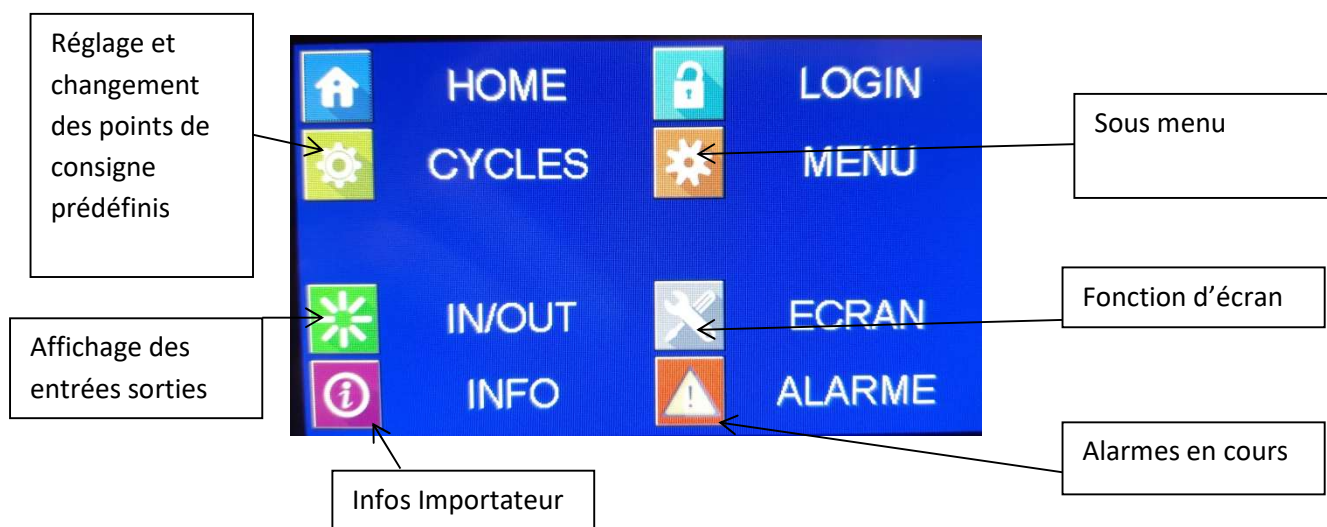 Réglage et
changement
des points de
consigne
prédéfinis
HOME
LOGIN
CYCLES
MENU
Sous menu
IN/OUT
ECRAN
Fonction d'écran
Affichage des
entrées sorties
INFO
ALARME
Alarmes en cours
Infos Importateur